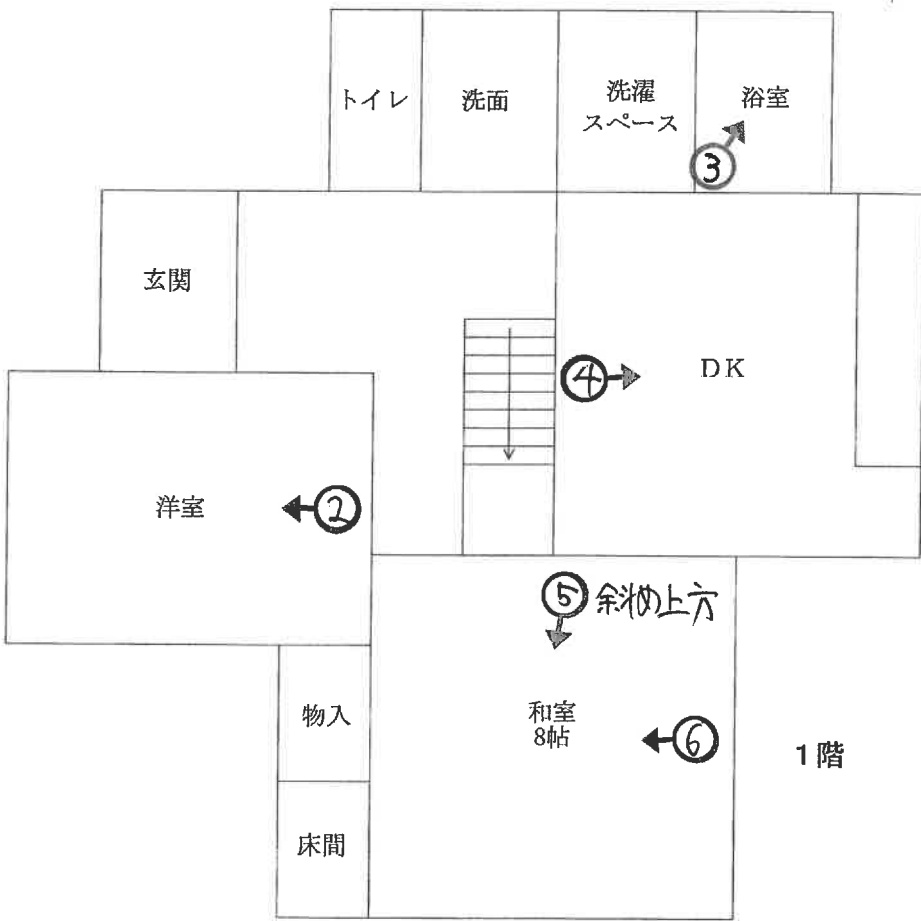 トイレ
洗面
洗濯
スペース
浴室
③
玄関
④
DK
洋室
②
⑤ 斜め上方
物入
和室
8帖
⑥
1階
床間